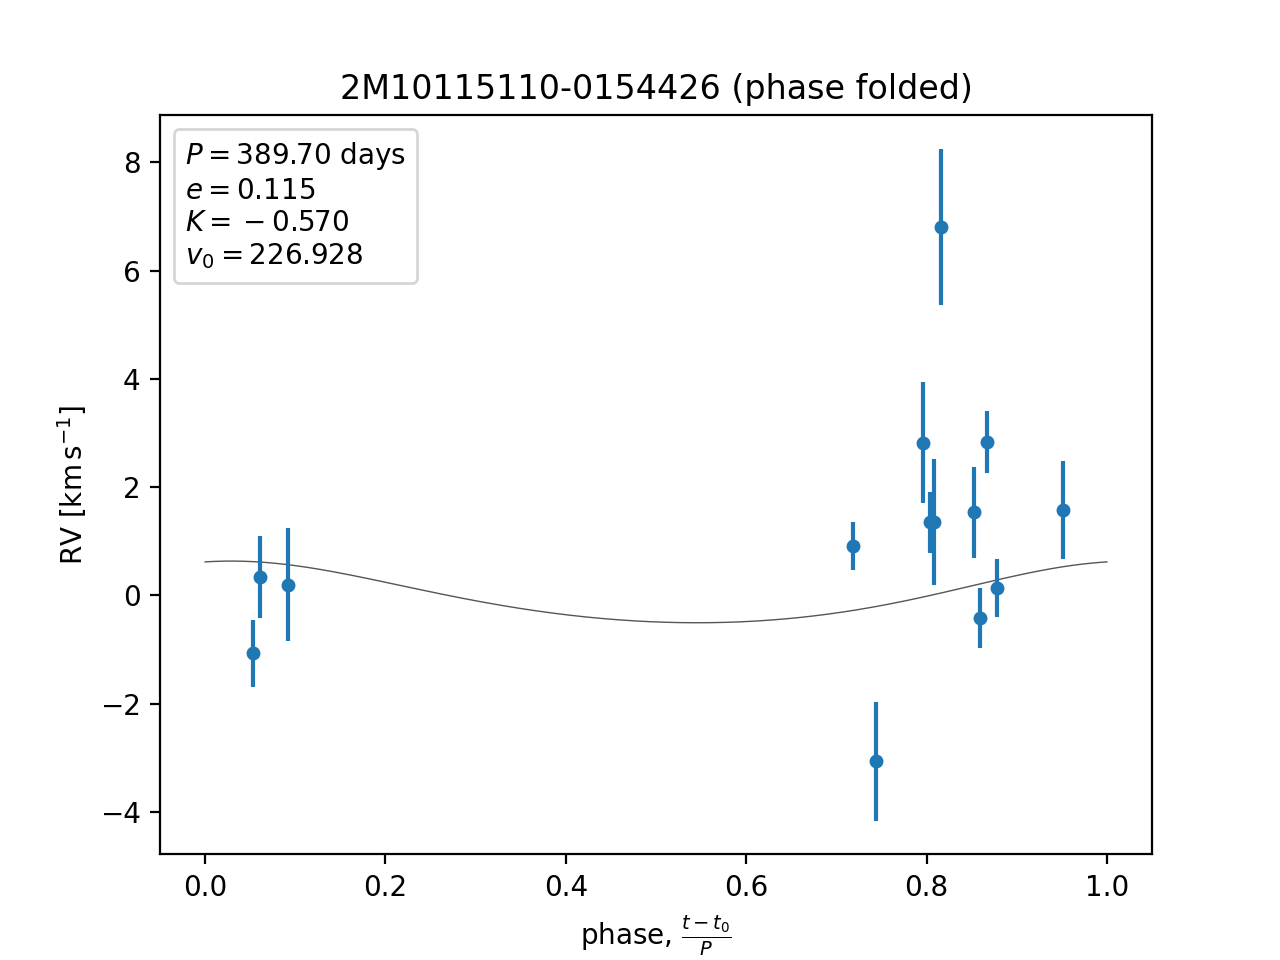 2M10115110-0154426 (phase folded)
P = 389.70 days
e = 0.115
K = −0.570
v₀ = 226.928
8
6
4
2
0
−2
−4
RV [km s⁻¹]
0.0 0.2 0.4 0.6 0.8 1.0
phase, (t − t₀)/P